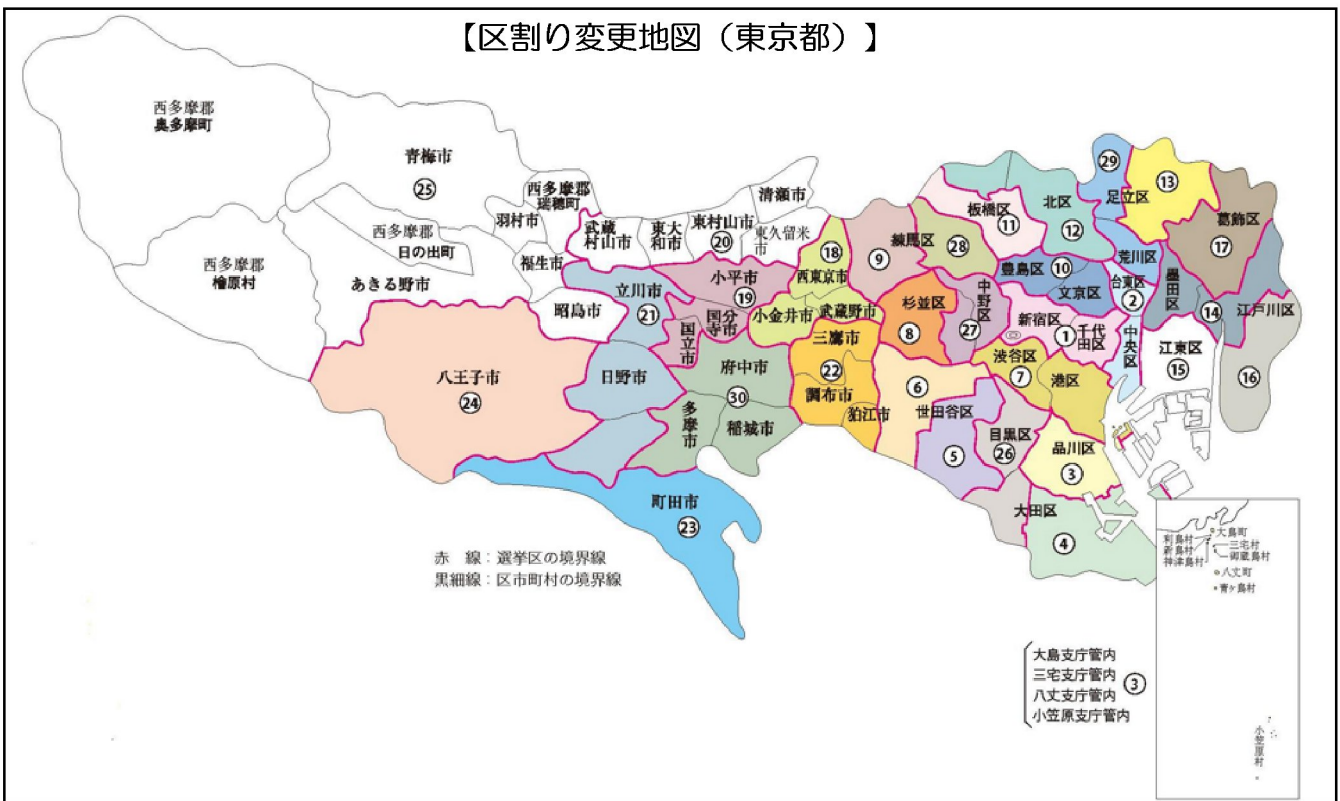 【区割り変更地図（東京都）】
西多摩郡
奥多摩町
青梅市
㉕
西多摩郡
瑞穂町
羽村市
西多摩郡
日の出町
福生市
西多摩郡
檜原村
あきる野市
昭島市
武蔵
村山市
東大
和市
東村山市
⑳
清瀬市
東久留米
市
立川市
㉑
小平市
⑲
国分
寺市
国立市
⑱
西東京市
小金井市
武蔵野市
八王子市
㉔
日野市
府中市
㉚
多摩市
稲城市
三鷹市
㉒
調布市
狛江市
町田市
㉓
練馬区
⑨
㉘
板橋区
⑪
北区
⑫
㉙
足立区
⑬
葛飾区
⑰
荒川区
豊島区
⑩
文京区
台東区
②
墨田区
⑭
江戸川区
⑯
杉並区
⑧
中野区
㉗
新宿区
①
千代
田区
中央区
江東区
⑮
渋谷区
⑦
港区
⑥
世田谷区
⑤
目黒区
㉖
品川区
③
大田区
④
赤　線：選挙区の境界線
黒細線：区市町村の境界線
大島町
利島村
新島村
神津島村
三宅村
御蔵島村
八丈町
青ヶ島村
小笠原村
大島支庁管内
三宅支庁管内
八丈支庁管内
小笠原支庁管内
③